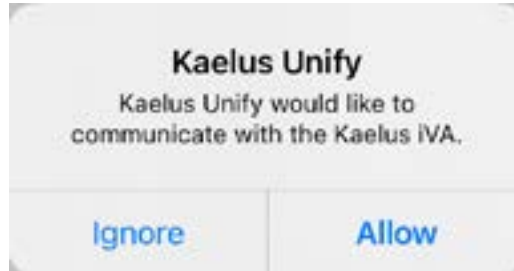 Kaelus Unify
Kaelus Unify would like to
communicate with the Kaelus iVA.
Ignore
Allow